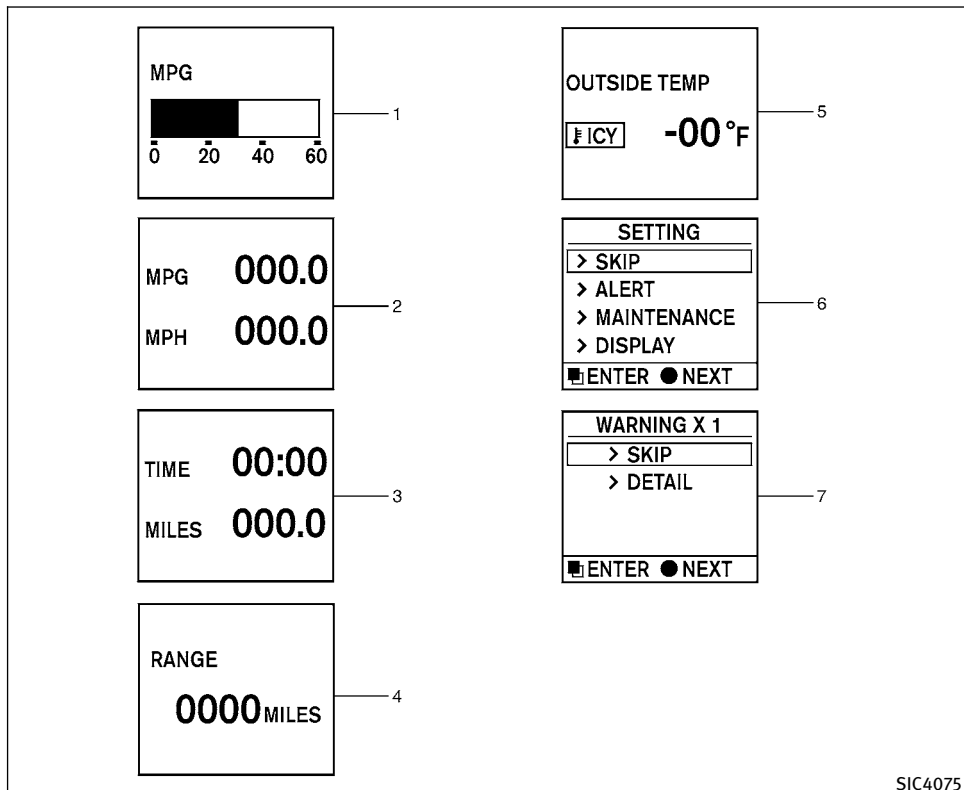 MPG
0 20 40 60
1
MPG 000.0
MPH 000.0
2
TIME 00:00
MILES 000.0
3
RANGE
0000 MILES
4
OUTSIDE TEMP
ICY -00°F
5
SETTING
> SKIP
> ALERT
> MAINTENANCE
> DISPLAY
ENTER ● NEXT
6
WARNING X 1
> SKIP
> DETAIL
ENTER ● NEXT
7
SIC4075